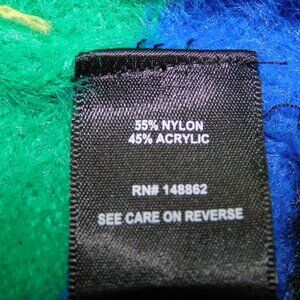 55% NYLON
45% ACRYLIC
RN# 148862
SEE CARE ON REVERSE